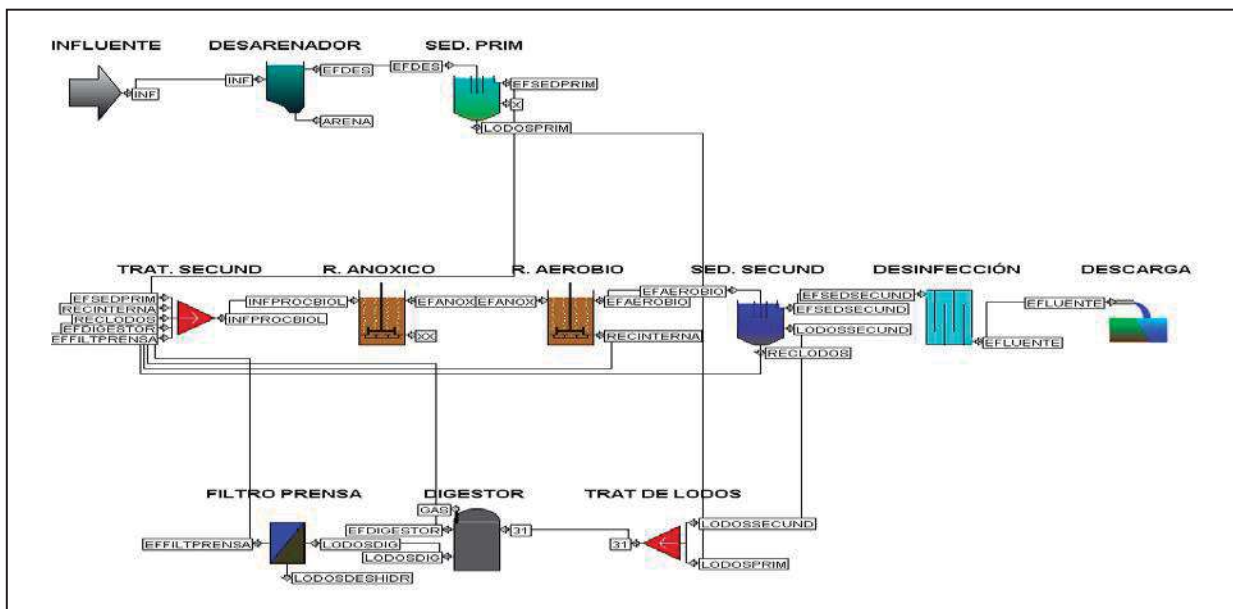 INFLUENTE DESARENADOR SED. PRIM
INF EFDES EFDES EFSEDPRIM
INF X
ARENA LODOSPRIM
TRAT. SECUND R. ANOXICO R. AEROBIO SED. SECUND DESINFECCIÓN DESCARGA
EFSEDPRIM INFPROCBIOL EFANOX EFANOX EFAEROBIO EFAEROBIO EFSEDSECUND EFSEDSECUND EFLUENTE
RECINTERNA
RECLODOS INFPROCBIOL
EFDIGESTOR XX RECINTERNA LODOSSECUND
EFFILTPRENSA RECLODOS EFLUENTE
FILTRO PRENSA DIGESTOR TRAT DE LODOS
GAS
EFDIGESTOR 31 LODOSSECUND
EFFILTPRENSA LODOSDIG 31
LODOSDIG LODOSPRIM
LODOSDESHIDR